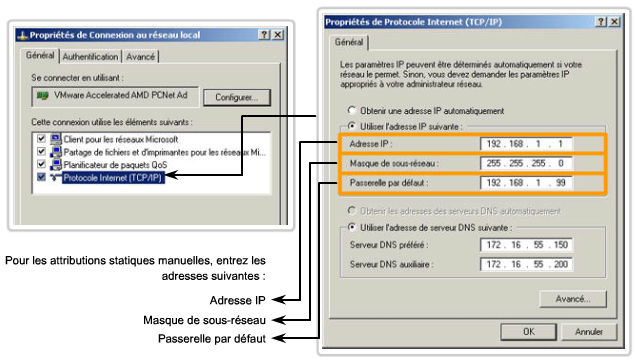 Propriétés de Connexion au réseau local
Général
Authentification
Avancé
Se connecter en utilisant :
VMware Accelerated AMD PCNet Ad
Configurer...
Cette connexion utilise les éléments suivants :
Client pour les réseaux Microsoft
Partage de fichiers et d'imprimantes pour les réseaux Mi...
Planificateur de paquets QoS
Protocole Internet (TCP/IP)
Pour les attributions statiques manuelles, entrez les
adresses suivantes :
Adresse IP
Masque de sous-réseau
Passerelle par défaut
Propriétés de Protocole Internet (TCP/IP)
Général
Les paramètres IP peuvent être déterminés automatiquement si votre
réseau le permet. Sinon, vous devez demander les paramètres IP
appropriés à votre administrateur réseau.
Obtenir une adresse IP automatiquement
Utiliser l'adresse IP suivante :
Adresse IP : 192 . 168 . 1 . 1
Masque de sous-réseau : 255 . 255 . 255 . 0
Passerelle par défaut : 192 . 168 . 1 . 99
Obtenir les adresses des serveurs DNS automatiquement
Utiliser l'adresse de serveur DNS suivante :
Serveur DNS préféré : 172 . 16 . 55 . 150
Serveur DNS auxiliaire : 172 . 16 . 55 . 200
Avancé...
OK
Annuler